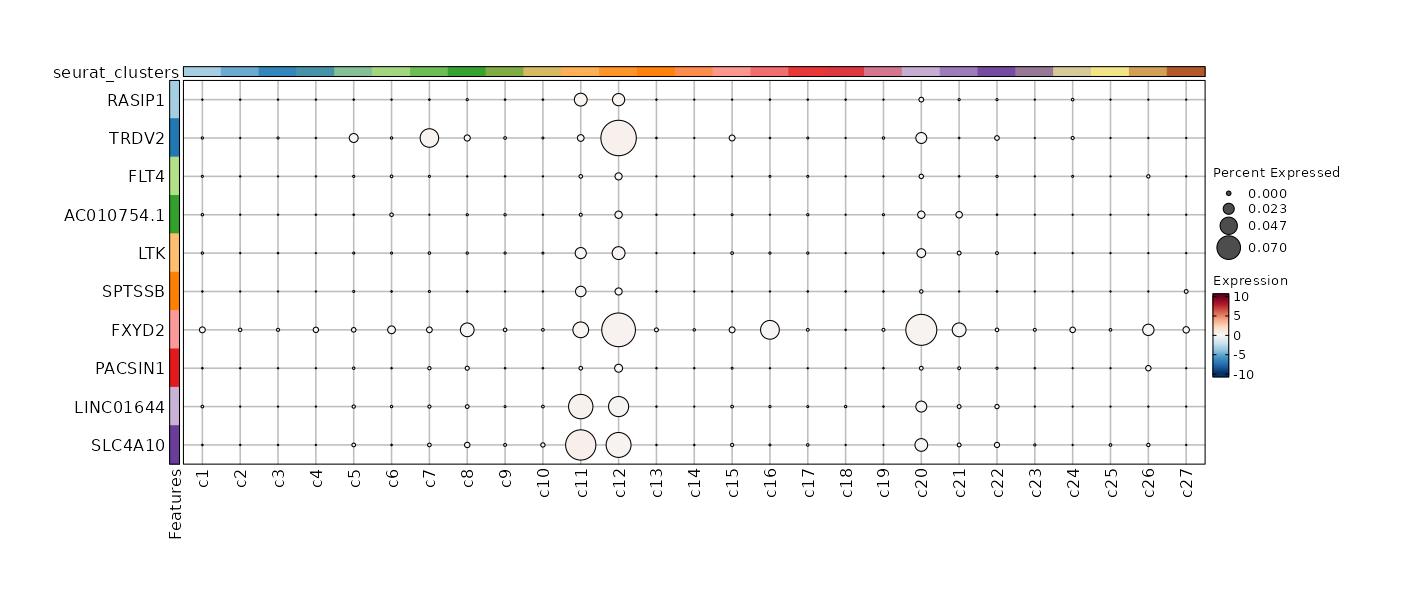 seurat_clusters
RASIP1
TRDV2
FLT4
AC010754.1
LTK
SPTSSB
FXYD2
PACSIN1
LINC01644
SLC4A10
Features
c1 c2 c3 c4 c5 c6 c7 c8 c9 c10 c11 c12 c13 c14 c15 c16 c17 c18 c19 c20 c21 c22 c23 c24 c25 c26 c27
Percent Expressed
0.000
0.023
0.047
0.070
Expression
10
5
0
-5
-10